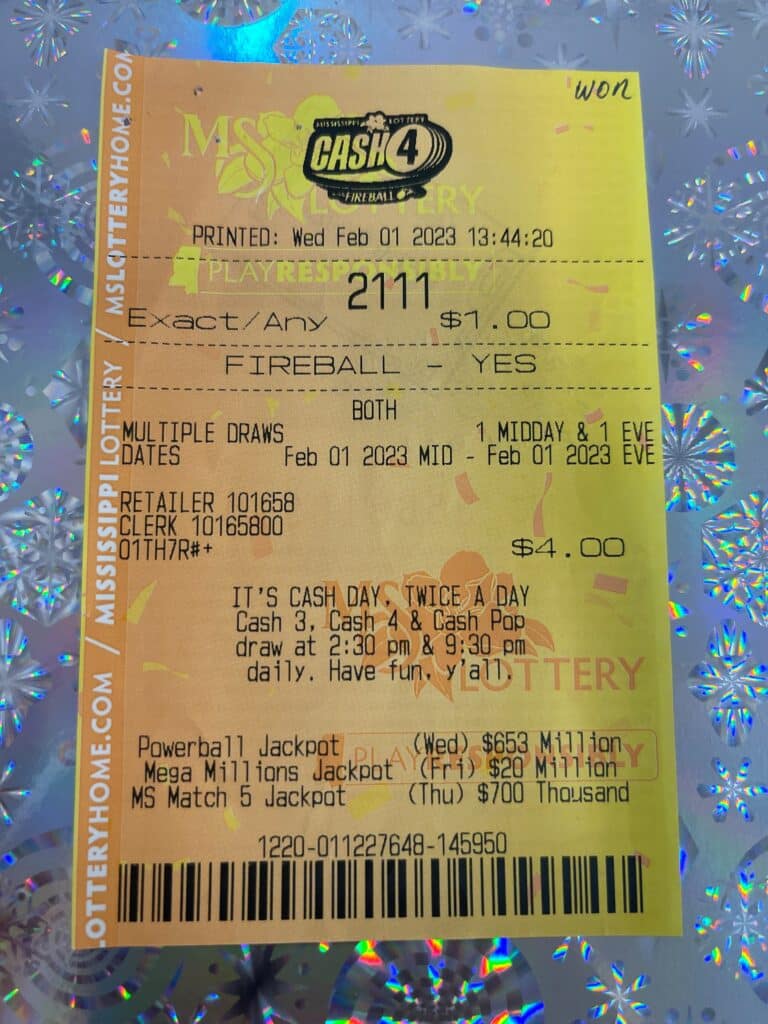 won
MISSISSIPPI LOTTERY
CASH 4
FIREBALL
MS
LOTTERY
PRINTED: Wed Feb 01 2023 13:44:20
PLAYRESPONSIBLY
2111
Exact/Any $1.00
FIREBALL - YES
BOTH
MULTIPLE DRAWS 1 MIDDAY & 1 EVE
DATES Feb 01 2023 MID - Feb 01 2023 EVE
RETAILER 101658
CLERK 10165800
01TH7R#+ $4.00
IT'S CASH DAY, TWICE A DAY
Cash 3, Cash 4 & Cash Pop
draw at 2:30 pm & 9:30 pm
daily. Have fun, y'all.
MS
LOTTERY
Powerball Jackpot (Wed) $653 Million
PLAYRESPONSIBLY
Mega Millions Jackpot (Fri) $20 Million
MS Match 5 Jackpot (Thu) $700 Thousand
1220-011227648-145950
LOTTERYHOME.COM / MISSISSIPPI LOTTERY / MSLOTTERYHOME.COM